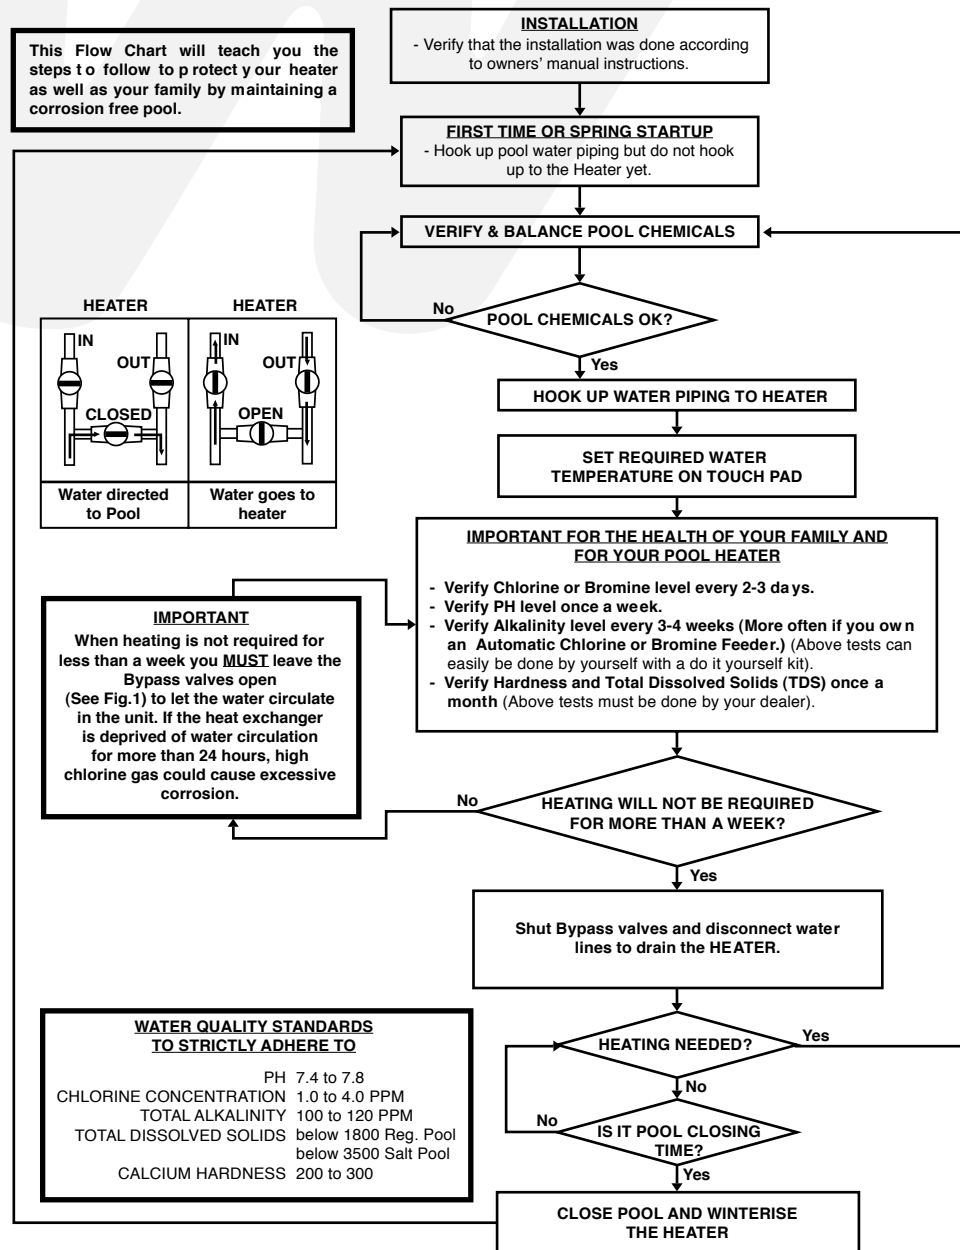 INSTALLATION
- Verify that the installation was done according
to owners' manual instructions.
This Flow Chart will teach you the
steps t o follow to p rotect y our heater
as well as your family by maintaining a
corrosion free pool.
FIRST TIME OR SPRING STARTUP
- Hook up pool water piping but do not hook
up to the Heater yet.
VERIFY & BALANCE POOL CHEMICALS
No
POOL CHEMICALS OK?
Yes
HEATER
HEATER
IN
OUT
CLOSED
IN
OUT
OPEN
Water directed
to Pool
Water goes to
heater
HOOK UP WATER PIPING TO HEATER
SET REQUIRED WATER
TEMPERATURE ON TOUCH PAD
IMPORTANT FOR THE HEALTH OF YOUR FAMILY AND
FOR YOUR POOL HEATER
- Verify Chlorine or Bromine level every 2-3 days.
- Verify PH level once a week.
- Verify Alkalinity level every 3-4 weeks (More often if you own
an Automatic Chlorine or Bromine Feeder.) (Above tests can
easily be done by yourself with a do it yourself kit).
- Verify Hardness and Total Dissolved Solids (TDS) once a
month (Above tests must be done by your dealer).
IMPORTANT
When heating is not required for
less than a week you MUST leave the
Bypass valves open
(See Fig.1) to let the water circulate
in the unit. If the heat exchanger
is deprived of water circulation
for more than 24 hours, high
chlorine gas could cause excessive
corrosion.
No
HEATING WILL NOT BE REQUIRED
FOR MORE THAN A WEEK?
Yes
Shut Bypass valves and disconnect water
lines to drain the HEATER.
HEATING NEEDED?
Yes
No
No
IS IT POOL CLOSING
TIME?
Yes
CLOSE POOL AND WINTERISE
THE HEATER
WATER QUALITY STANDARDS
TO STRICTLY ADHERE TO
PH 7.4 to 7.8
CHLORINE CONCENTRATION 1.0 to 4.0 PPM
TOTAL ALKALINITY 100 to 120 PPM
TOTAL DISSOLVED SOLIDS below 1800 Reg. Pool
below 3500 Salt Pool
CALCIUM HARDNESS 200 to 300